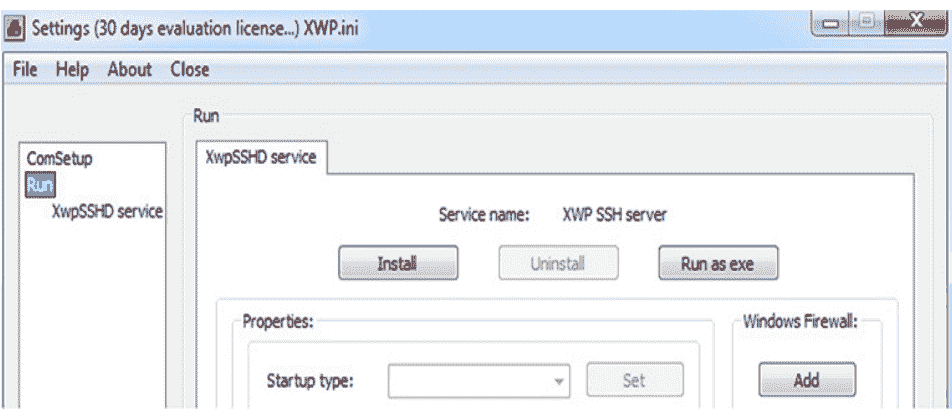 Settings (30 days evaluation license...) XWP.ini
File Help About Close
Run
ComSetup
Run
XwpSSHD service
XwpSSHD service
Service name: XWP SSH server
Install Uninstall Run as exe
Properties:
Windows Firewall:
Startup type: Set
Add